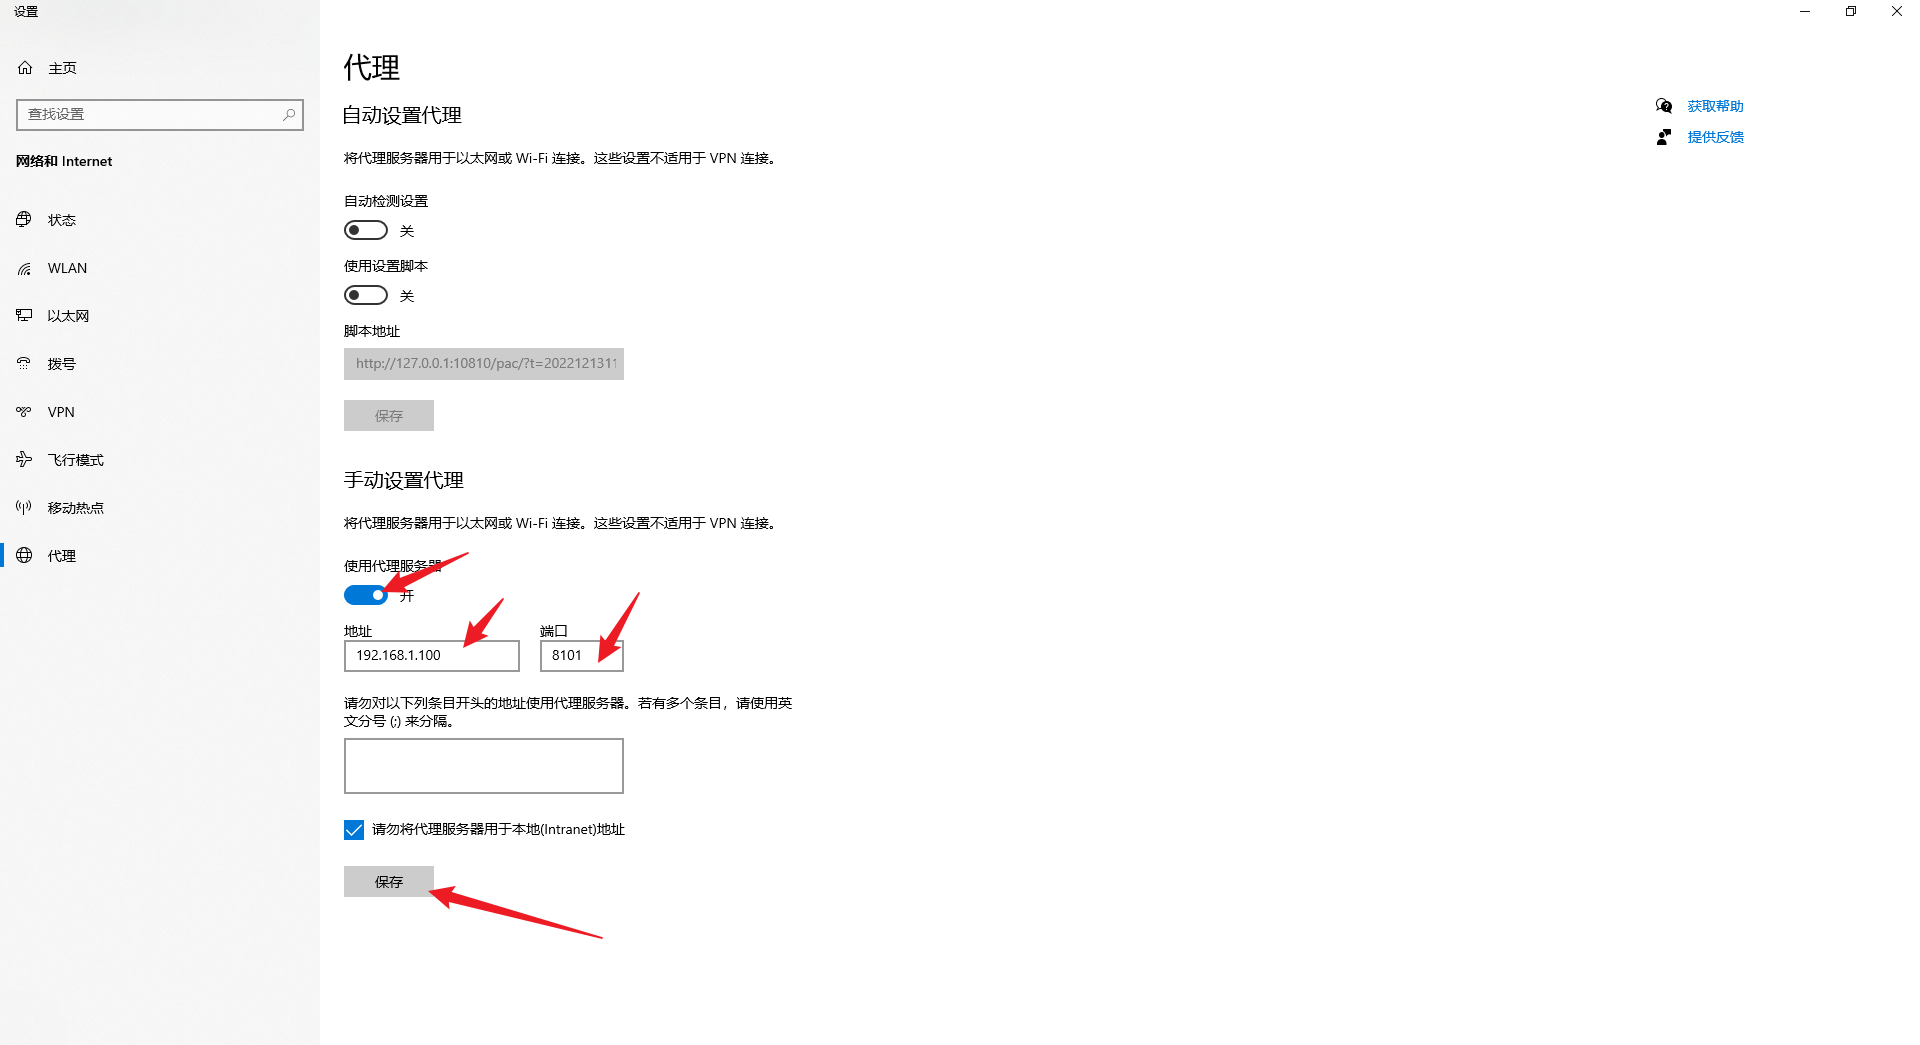 设置
主页
查找设置
网络和 Internet
状态
WLAN
以太网
拨号
VPN
飞行模式
移动热点
代理
代理
自动设置代理
将代理服务器用于以太网或 Wi-Fi 连接。这些设置不适用于 VPN 连接。
自动检测设置
关
使用设置脚本
关
脚本地址
http://127.0.0.1:10810/pac/?t=2022121311
保存
手动设置代理
将代理服务器用于以太网或 Wi-Fi 连接。这些设置不适用于 VPN 连接。
使用代理服务器
开
地址 端口
192.168.1.100 8101
请勿对以下列条目开头的地址使用代理服务器。若有多个条目，请使用英
文分号 (;) 来分隔。
请勿将代理服务器用于本地(Intranet)地址
保存
获取帮助
提供反馈